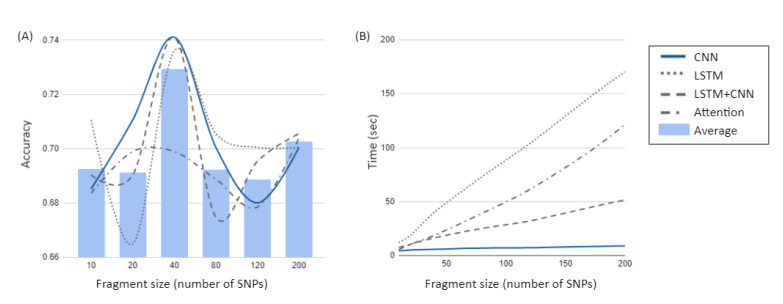 (A)
Accuracy
0.74
0.72
0.70
0.68
0.66
10 20 40 80 120 200
Fragment size (number of SNPs)
(B)
Time (sec)
200
150
100
50
0
50 100 150 200
Fragment size (number of SNPs)
CNN
LSTM
LSTM+CNN
Attention
Average